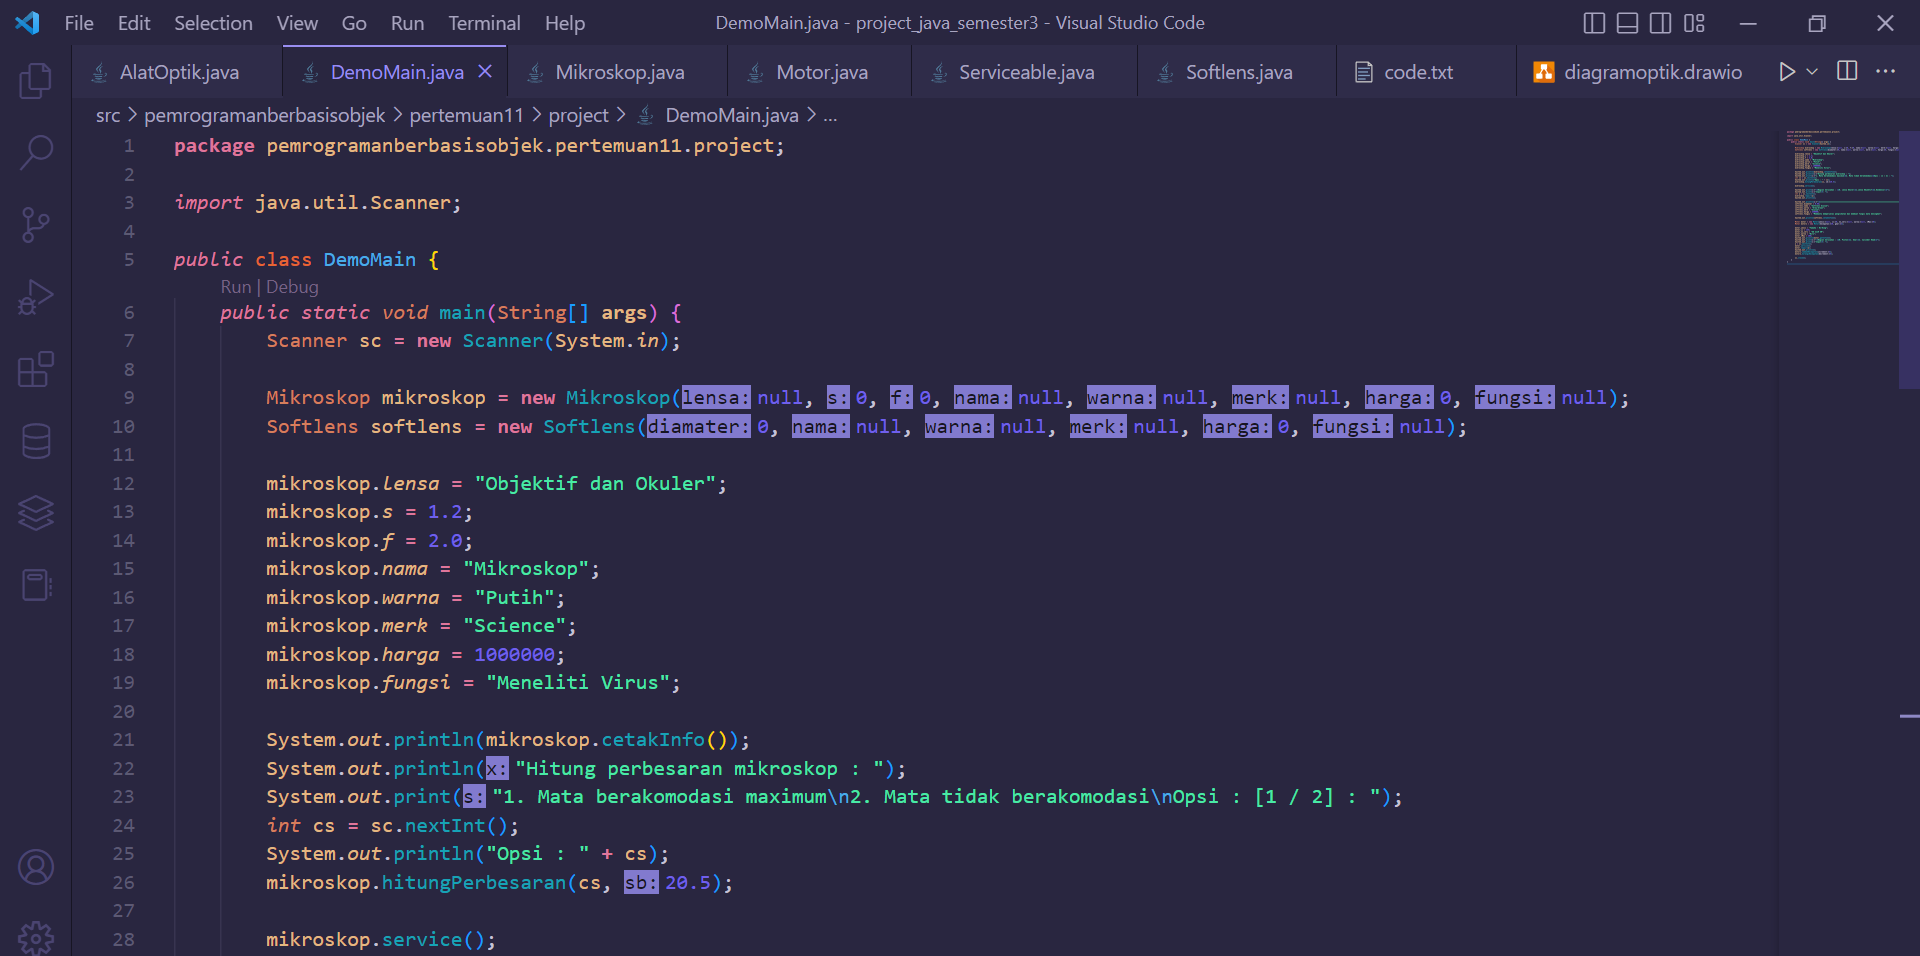 File Edit Selection View Go Run Terminal Help DemoMain.java - project_java_semester3 - Visual Studio Code
AlatOptik.java DemoMain.java Mikroskop.java Motor.java Serviceable.java Softlens.java code.txt diagramoptik.drawio
src > pemrogramanberbasisobjek > pertemuan11 > project > DemoMain.java > ...
1 package pemrogramanberbasisobjek.pertemuan11.project;
2
3 import java.util.Scanner;
4
5 public class DemoMain {
Run | Debug
6 public static void main(String[] args) {
7 Scanner sc = new Scanner(System.in);
8
9 Mikroskop mikroskop = new Mikroskop(lensa: null, s: 0, f: 0, nama: null, warna: null, merk: null, harga: 0, fungsi: null);
10 Softlens softlens = new Softlens(diamater: 0, nama: null, warna: null, merk: null, harga: 0, fungsi: null);
11
12 mikroskop.lensa = "Objektif dan Okuler";
13 mikroskop.s = 1.2;
14 mikroskop.f = 2.0;
15 mikroskop.nama = "Mikroskop";
16 mikroskop.warna = "Putih";
17 mikroskop.merk = "Science";
18 mikroskop.harga = 1000000;
19 mikroskop.fungsi = "Meneliti Virus";
20
21 System.out.println(mikroskop.cetakInfo());
22 System.out.println(x: "Hitung perbesaran mikroskop : ");
23 System.out.print(s: "1. Mata berakomodasi maximum\n2. Mata tidak berakomodasi\nOpsi : [1 / 2] : ");
24 int cs = sc.nextInt();
25 System.out.println("Opsi : " + cs);
26 mikroskop.hitungPerbesaran(cs, sb: 20.5);
27
28 mikroskop.service();